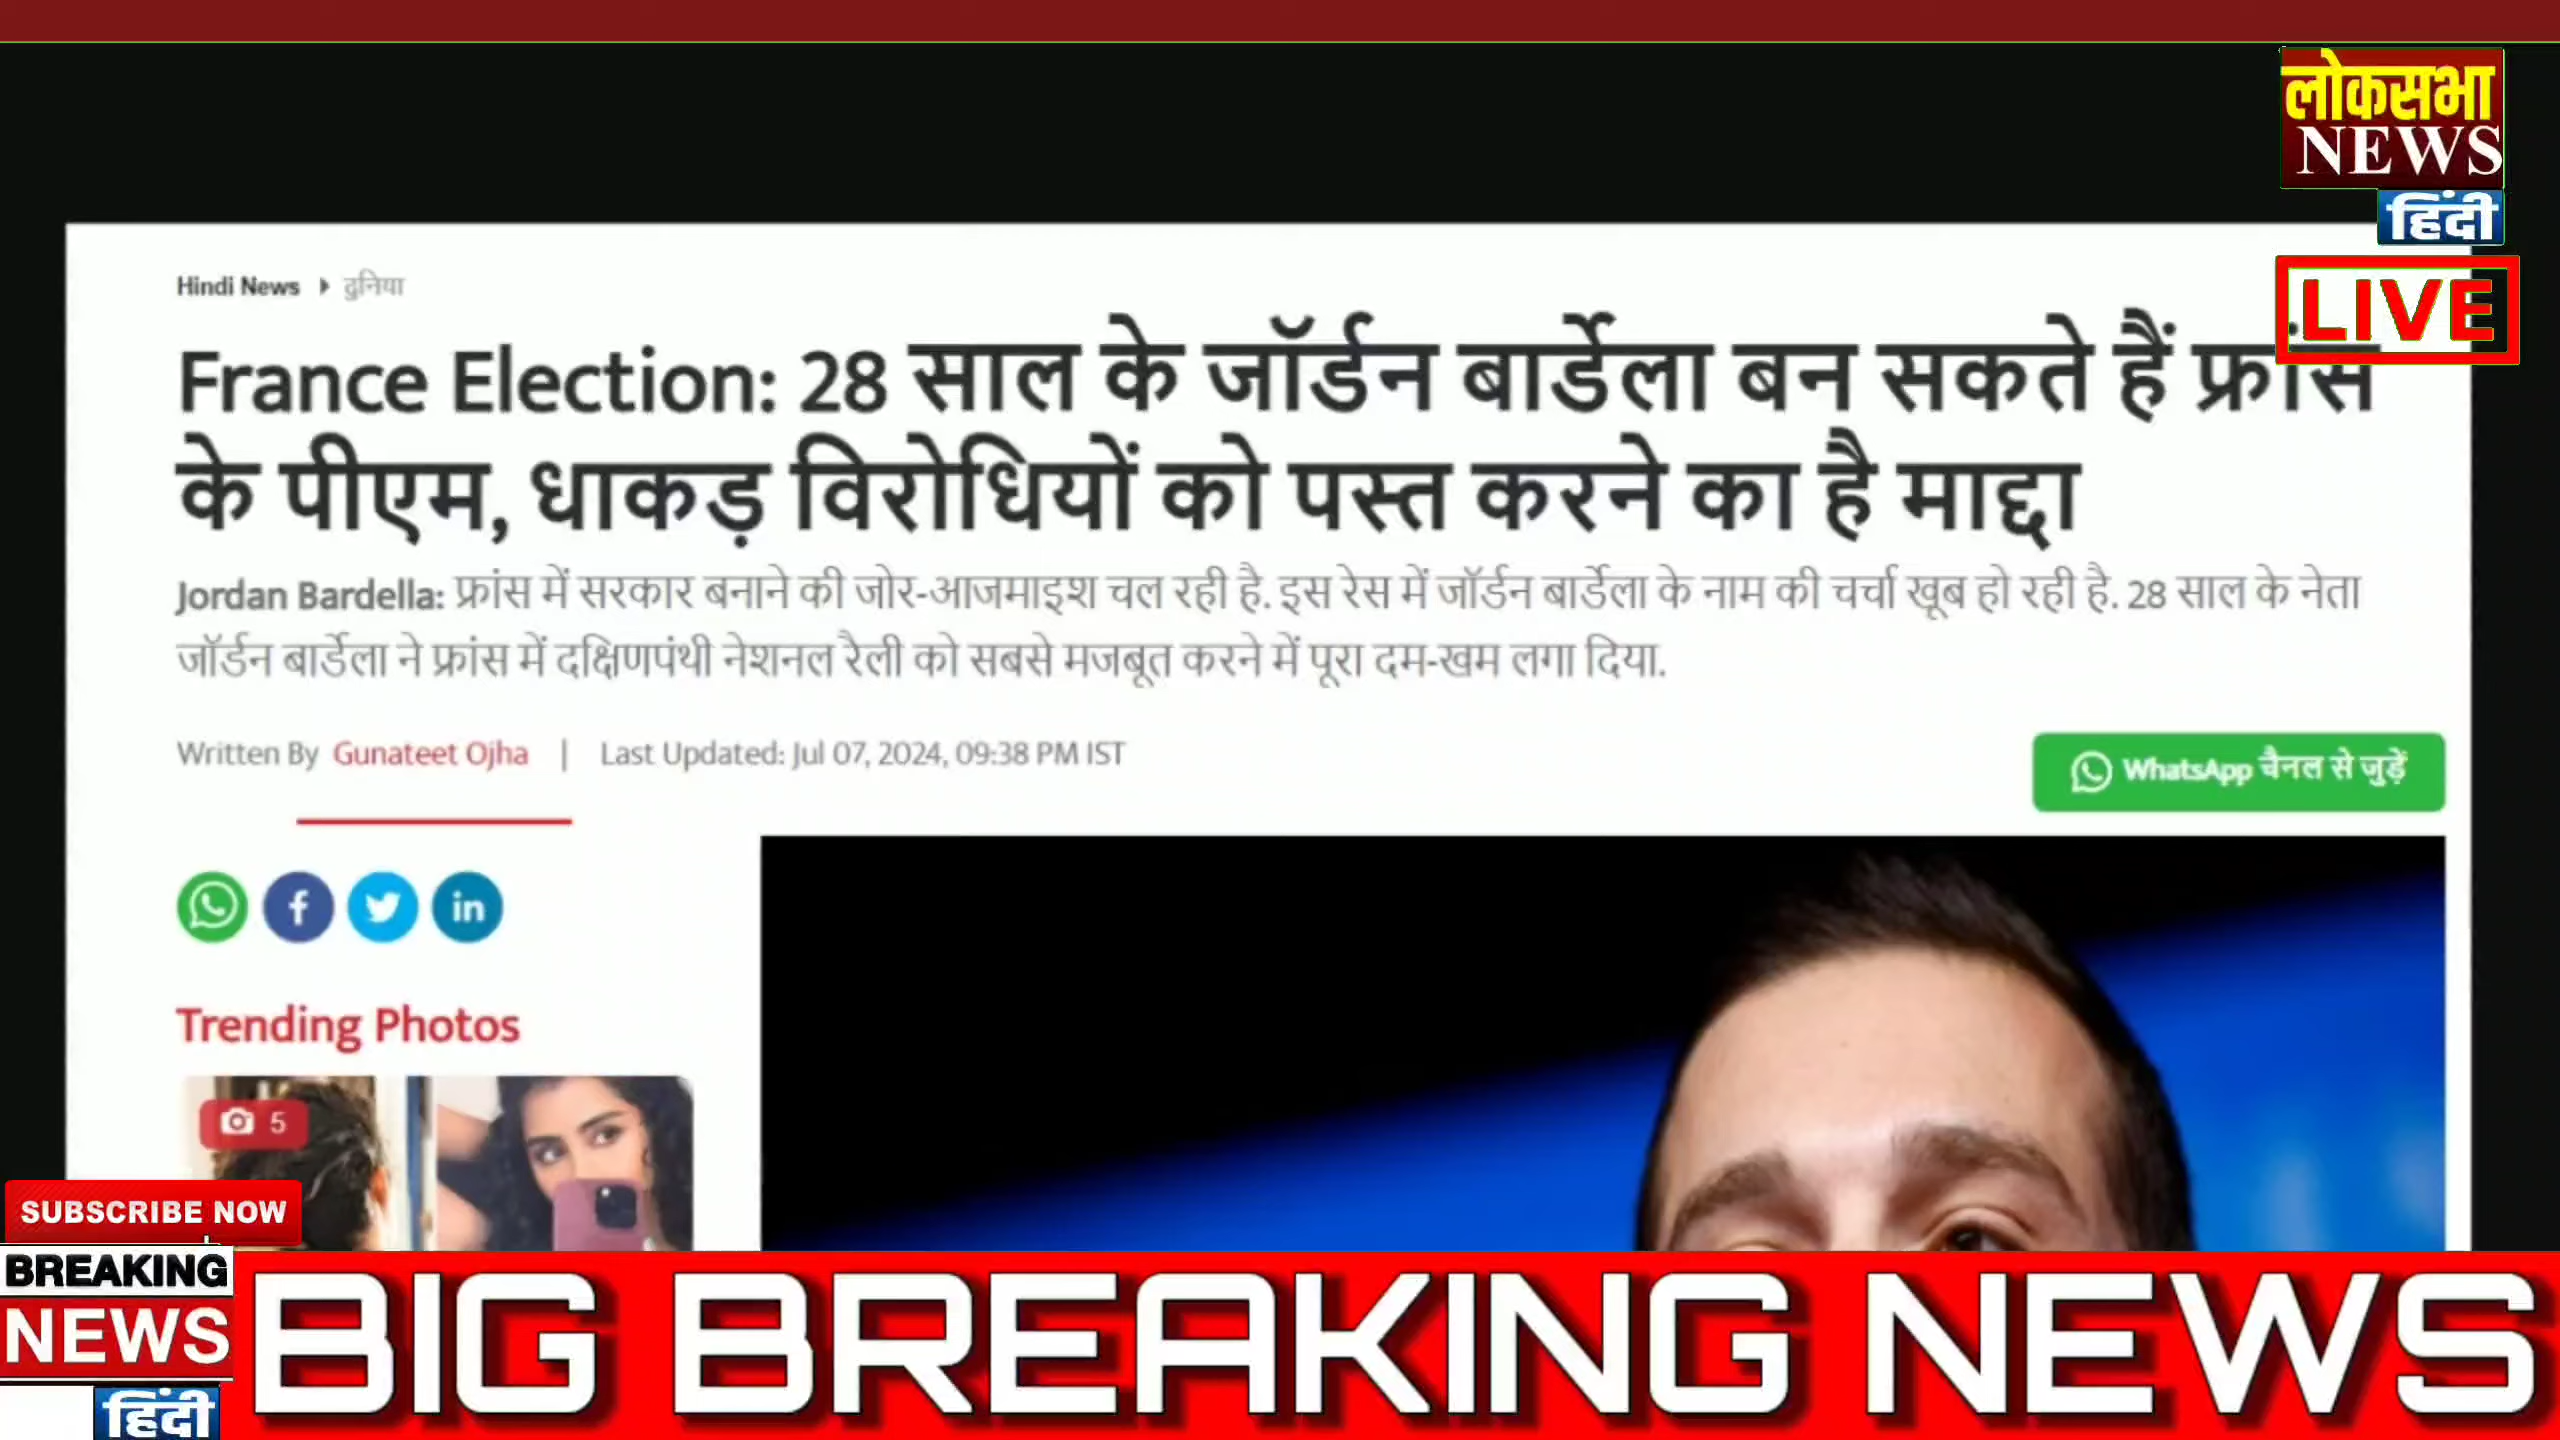 लोकसभा
NEWS
हिंदी
LIVE
Hindi News दुनिया
France Election: 28 साल के जॉर्डन बार्डेला बन सकते हैं फ्रांस
के पीएम, धाकड़ विरोधियों को पस्त करने का है माद्दा
Jordan Bardella: फ्रांस में सरकार बनाने की जोर-आजमाइश चल रही है. इस रेस में जॉर्डन बार्डेला के नाम की चर्चा खूब हो रही है. 28 साल के नेता
जॉर्डन बार्डेला ने फ्रांस में दक्षिणपंथी नेशनल रैली को सबसे मजबूत करने में पूरा दम-खम लगा दिया.
Written By Gunateet Ojha | Last Updated: Jul 07, 2024, 09:38 PM IST
WhatsApp चैनल से जुड़ें
f in
Trending Photos
5
SUBSCRIBE NOW
BREAKING
NEWS
हिंदी
BIG BREAKING NEWS